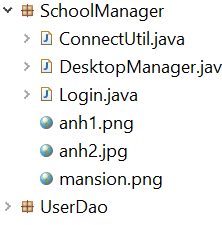 SchoolManager
ConnectUtil.java
DesktopManager.jav
Login.java
anh1.png
anh2.jpg
mansion.png
UserDao